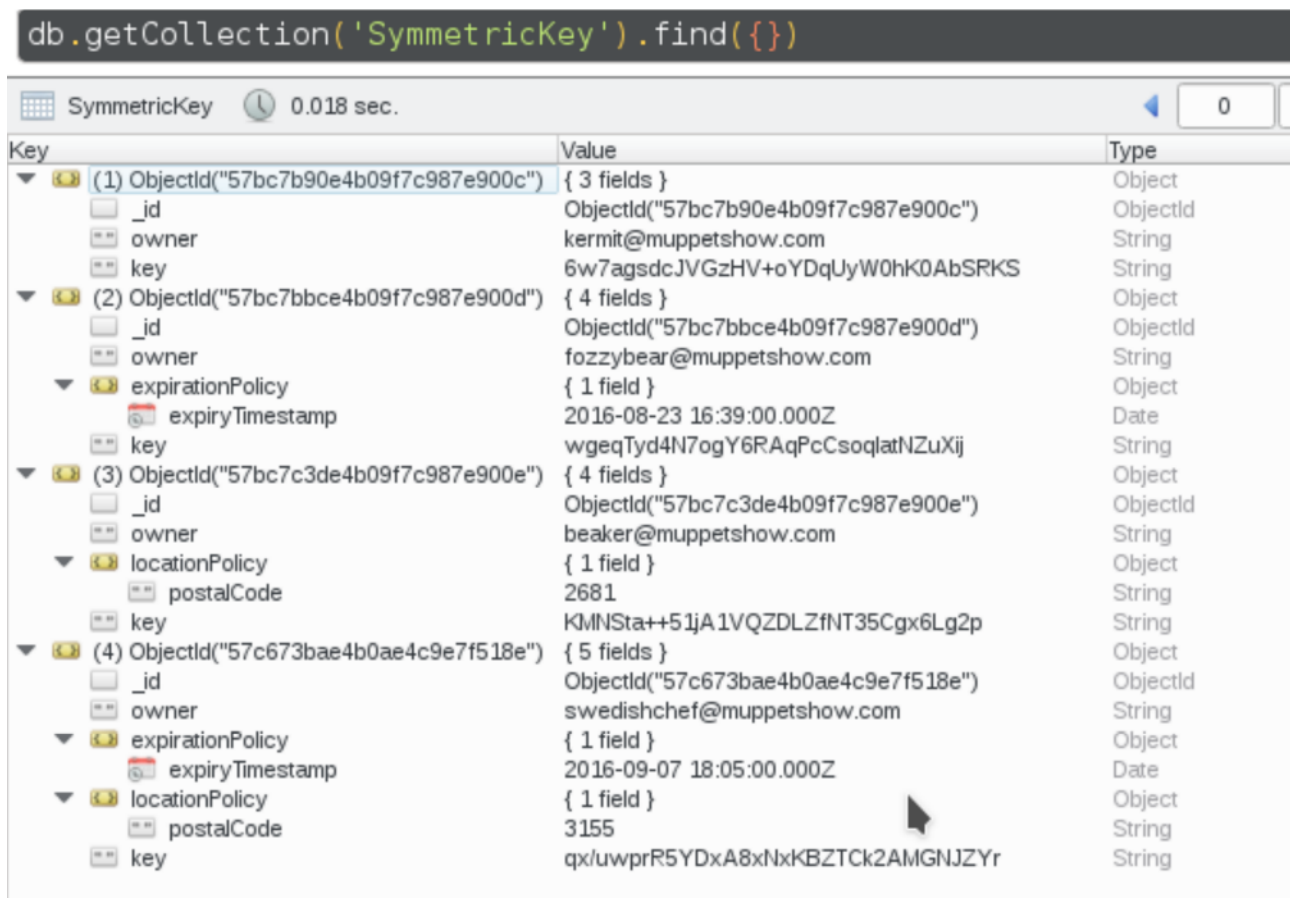 db.getCollection('SymmetricKey').find({})
SymmetricKey 0.018 sec. 0
Key Value Type
(1) ObjectId("57bc7b90e4b09f7c987e900c") { 3 fields } Object
_id ObjectId("57bc7b90e4b09f7c987e900c") ObjectId
owner kermit@muppetshow.com String
key 6w7agsdcJVGzHV+oYDqUyW0hK0AbSRKS String
(2) ObjectId("57bc7bbce4b09f7c987e900d") { 4 fields } Object
_id ObjectId("57bc7bbce4b09f7c987e900d") ObjectId
owner fozzybear@muppetshow.com String
expirationPolicy { 1 field } Object
expiryTimestamp 2016-08-23 16:39:00.000Z Date
key wgeqTyd4N7ogY6RAqPcCsoqlatNZuXij String
(3) ObjectId("57bc7c3de4b09f7c987e900e") { 4 fields } Object
_id ObjectId("57bc7c3de4b09f7c987e900e") ObjectId
owner beaker@muppetshow.com String
locationPolicy { 1 field } Object
postalCode 2681 String
key KMNSta++51jA1VQZDLZfNT35Cgx6Lg2p String
(4) ObjectId("57c673bae4b0ae4c9e7f518e") { 5 fields } Object
_id ObjectId("57c673bae4b0ae4c9e7f518e") ObjectId
owner swedishchef@muppetshow.com String
expirationPolicy { 1 field } Object
expiryTimestamp 2016-09-07 18:05:00.000Z Date
locationPolicy { 1 field } Object
postalCode 3155 String
key qx/uwprR5YDxA8xNxKBZTCk2AMGNJZYr String